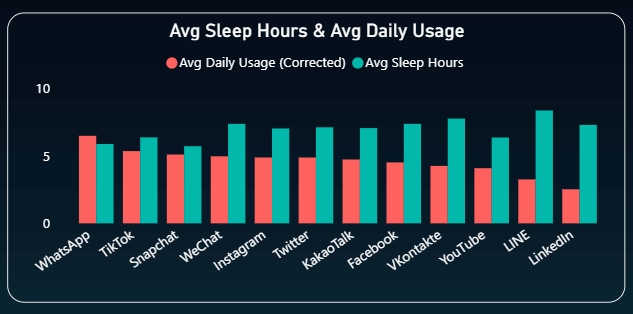 Avg Sleep Hours & Avg Daily Usage
Avg Daily Usage (Corrected) Avg Sleep Hours
10
5
0
WhatsApp TikTok Snapchat WeChat Instagram Twitter KakaoTalk Facebook VKontakte YouTube LINE LinkedIn